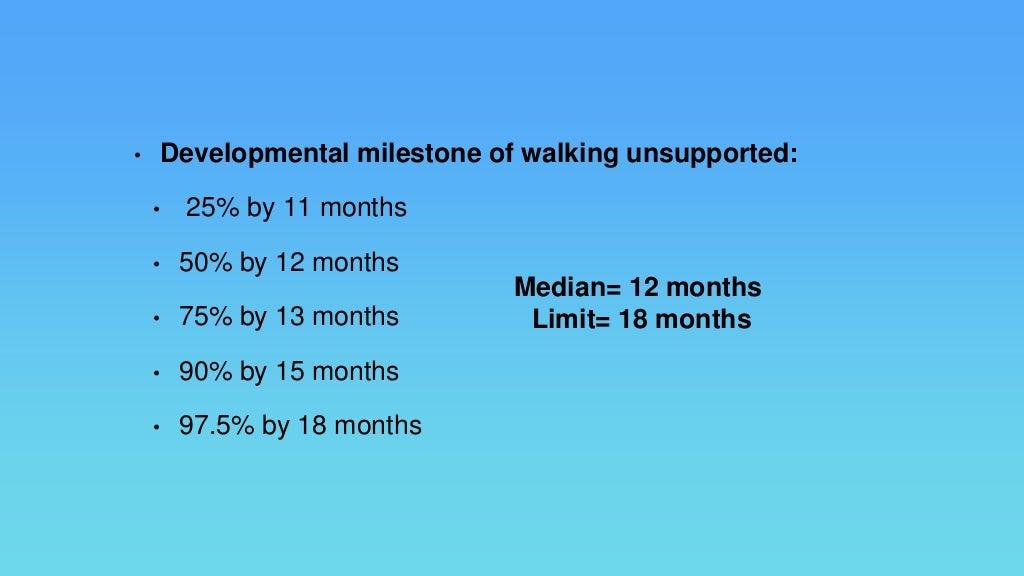 • Developmental milestone of walking unsupported:
• 25% by 11 months
• 50% by 12 months
• 75% by 13 months
• 90% by 15 months
• 97.5% by 18 months
Median= 12 months
Limit= 18 months